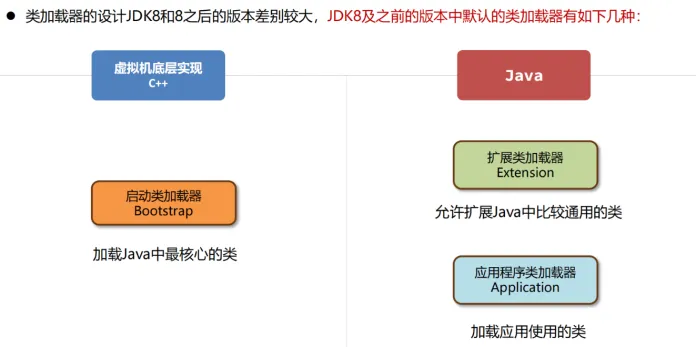 ● 类加载器的设计JDK8和8之后的版本差别较大，JDK8及之前的版本中默认的类加载器有如下几种：
虚拟机底层实现
C++
启动类加载器
Bootstrap
加载Java中最核心的类
Java
扩展类加载器
Extension
允许扩展Java中比较通用的类
应用程序类加载器
Application
加载应用使用的类